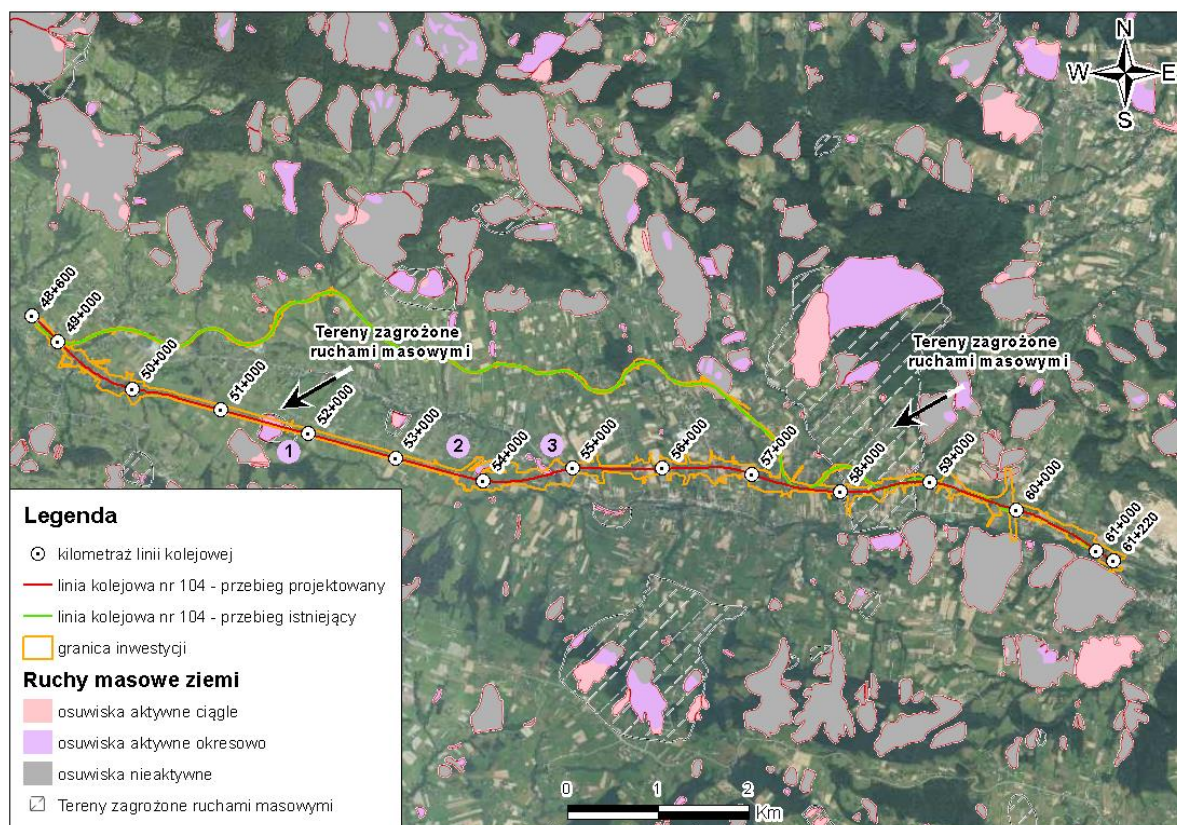 N
W E
S
48+600
49+000
50+000
51+000
52+000
53+000
54+000
55+000
56+000
57+000
58+000
59+000
60+000
61+000
61+220
Tereny zagrożone
ruchami masowymi
Tereny zagrożone
ruchami masowymi
1
2
3
Legenda
kilometraż linii kolejowej
linia kolejowa nr 104 - przebieg projektowany
linia kolejowa nr 104 - przebieg istniejący
granica inwestycji
Ruchy masowe ziemi
osuwiska aktywne ciągle
osuwiska aktywne okresowo
osuwiska nieaktywne
Tereny zagrożone ruchami masowymi
0 1 2
Km